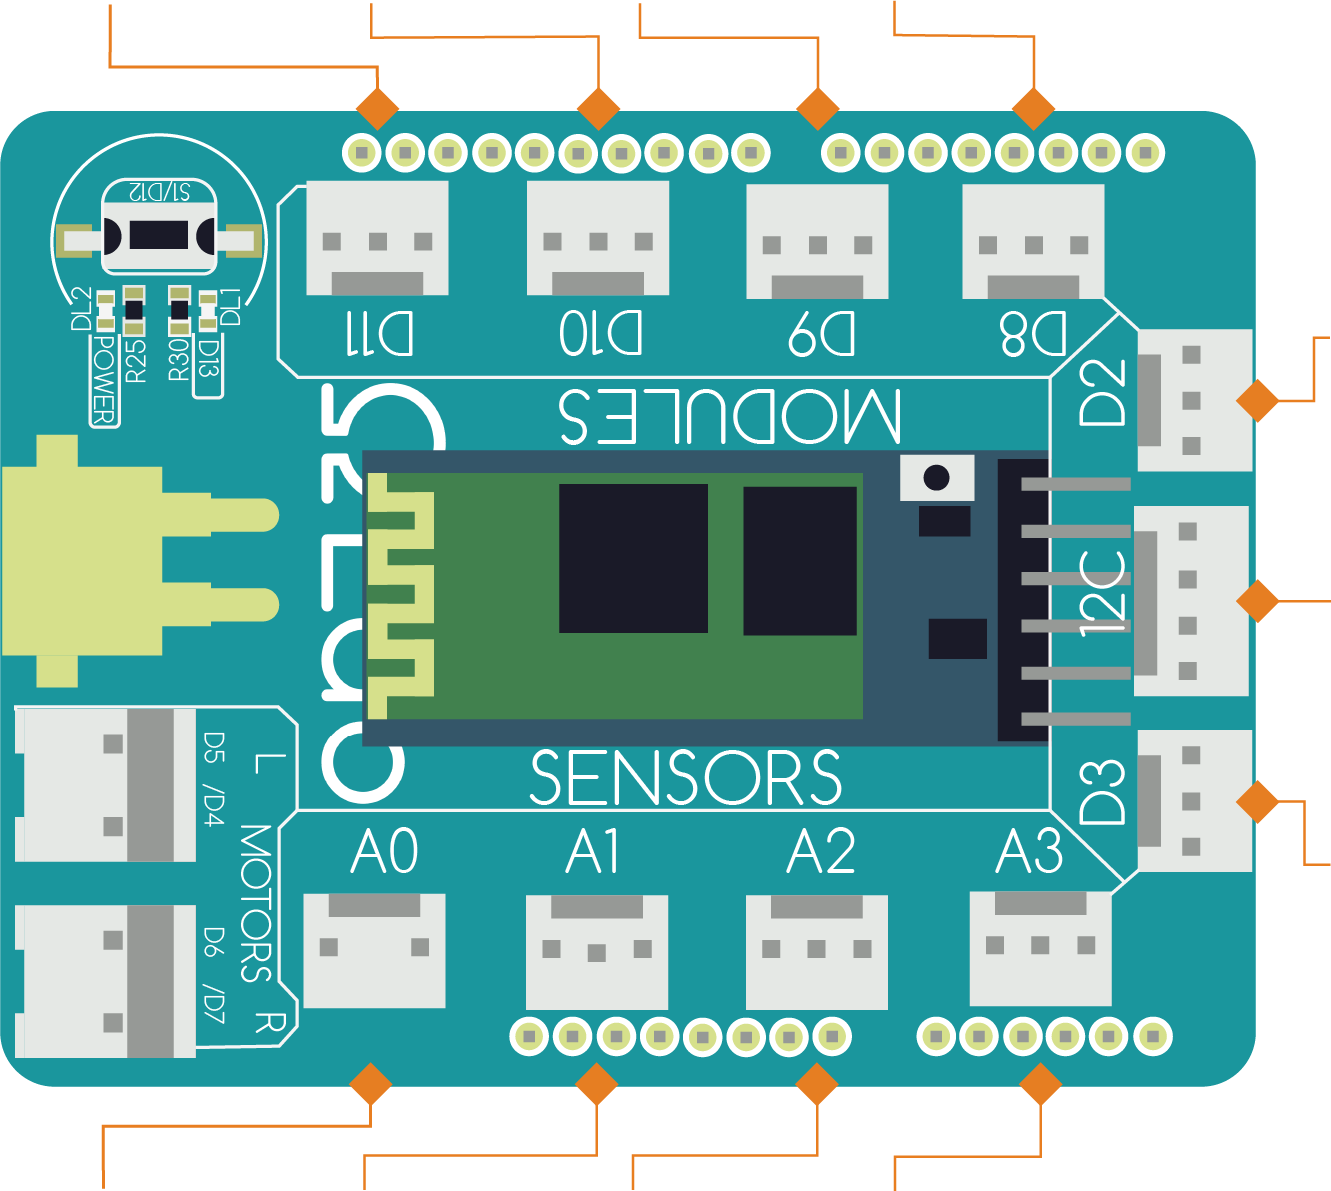 S1/D12
DL2
DL1
POWER
R25
R30
D13
D11
D10
D9
D8
MODULES
D2
12C
D3
SENSORS
A0
A1
A2
A3
D5 /D4
L
MOTORS
D6 /D7
R